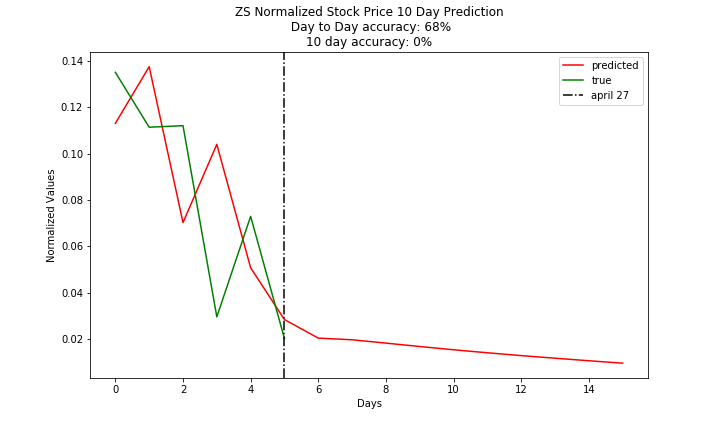 ZS Normalized Stock Price 10 Day Prediction
Day to Day accuracy: 68%
10 day accuracy: 0%
predicted
true
april 27
Normalized Values
0.14
0.12
0.10
0.08
0.06
0.04
0.02
0 2 4 6 8 10 12 14
Days